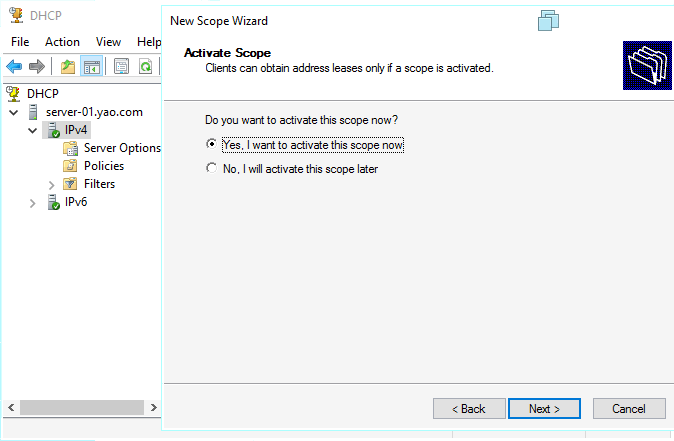 DHCP
File Action View Help
DHCP
server-01.yao.com
IPv4
Server Options
Policies
Filters
IPv6
New Scope Wizard
Activate Scope
Clients can obtain address leases only if a scope is activated.
Do you want to activate this scope now?
Yes, I want to activate this scope now
No, I will activate this scope later
< Back
Next >
Cancel